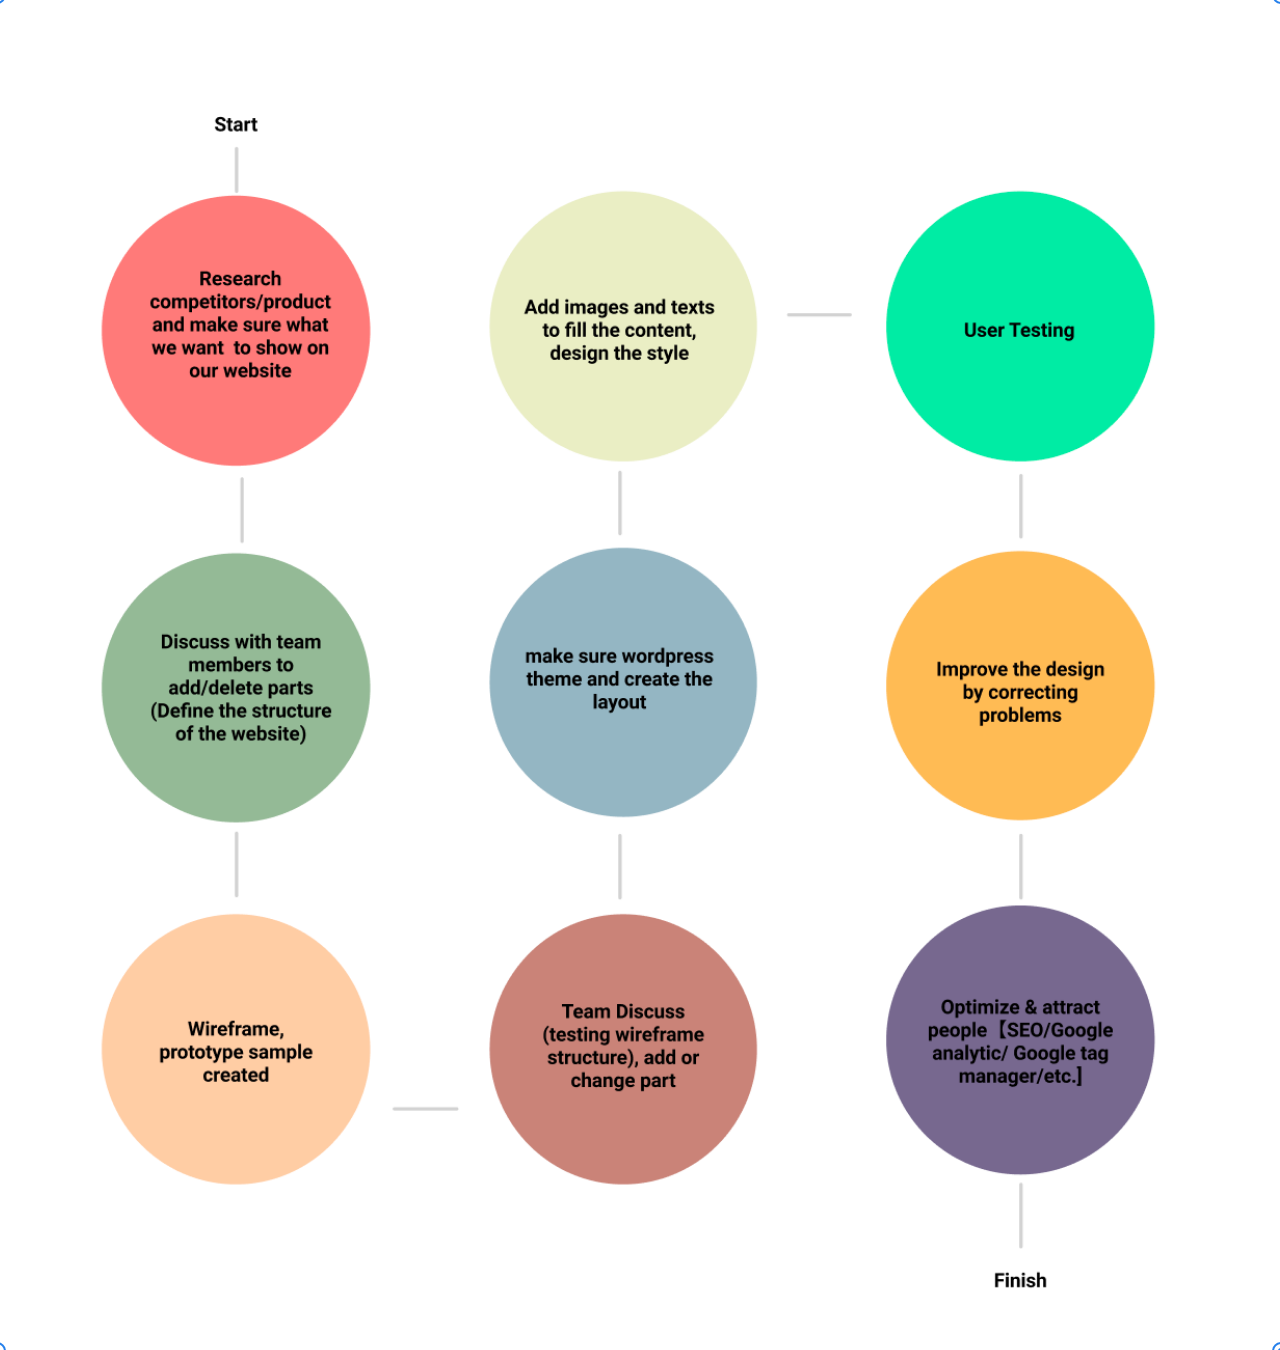 Start
Research
competitors/product
and make sure what
we want  to show on
our website
Discuss with team
members to
add/delete parts
(Define the structure
of the website)
Wireframe,
prototype sample
created
Team Discuss
(testing wireframe
structure), add or
change part
make sure wordpress
theme and create the
layout
Add images and texts
to fill the content,
design the style
User Testing
Improve the design
by correcting
problems
Optimize & attract
people【SEO/Google
analytic/ Google tag
manager/etc.]
Finish